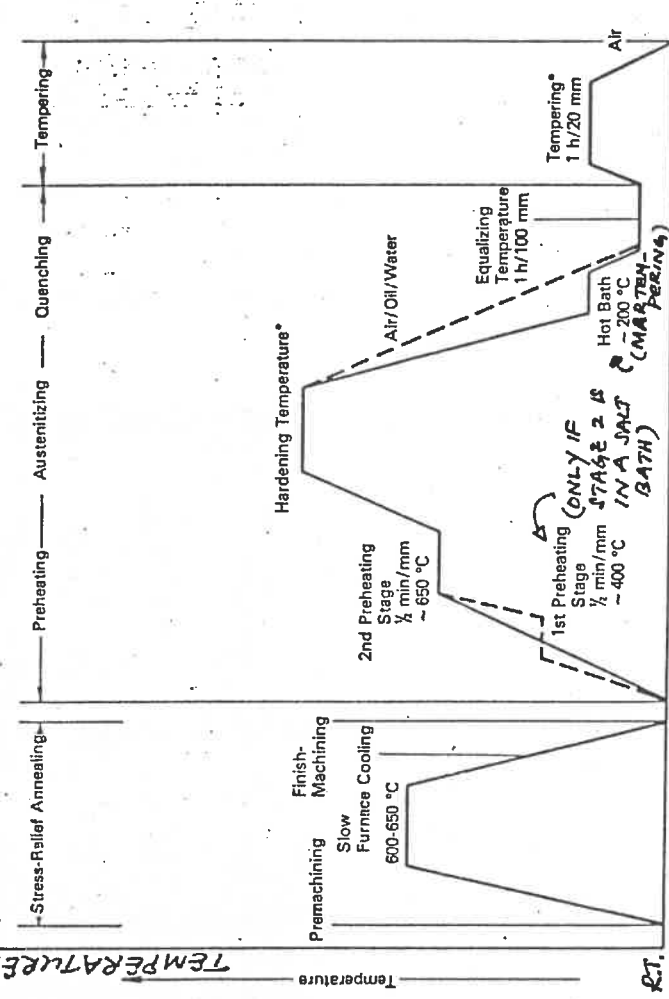 Stress-Relief Annealing
Preheating
Austenitizing
Quenching
Tempering
TEMPERATURE
Temperature
R.T.
Premachining
Finish-
Machining
Slow
Furnace Cooling
600-650 °C
2nd Preheating
Stage
½ min/mm
~ 650 °C
1st Preheating
Stage
½ min/mm
~ 400 °C
(ONLY IF
STAGE 2 IS
IN A SALT
BATH)
Hardening Temperature*
Air/Oil/Water
Hot Bath
~ 200 °C
(MARTEM-
PERING)
Equalizing
Temperature
1 h/100 mm
Tempering*
1 h/20 mm
Air